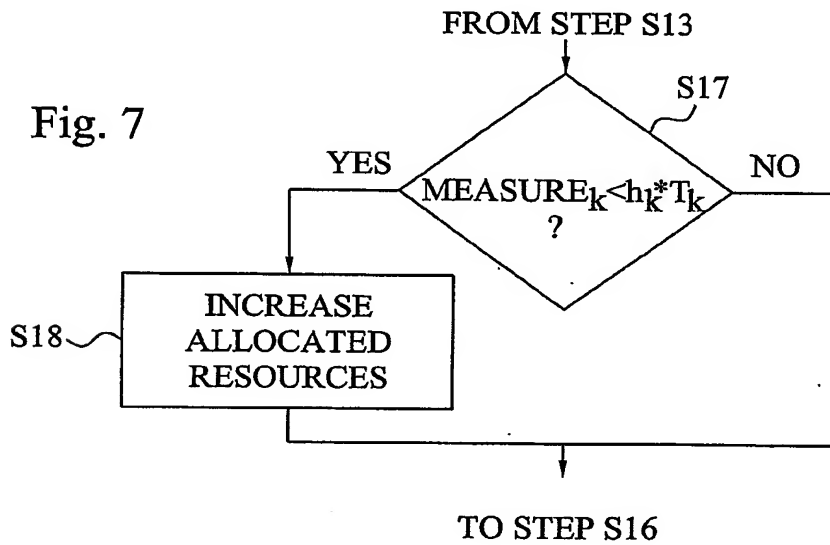 FROM STEP S13
S17
Fig. 7
YES
NO
MEASUREk<hk*Tk
?
INCREASE
ALLOCATED
RESOURCES
S18
TO STEP S16